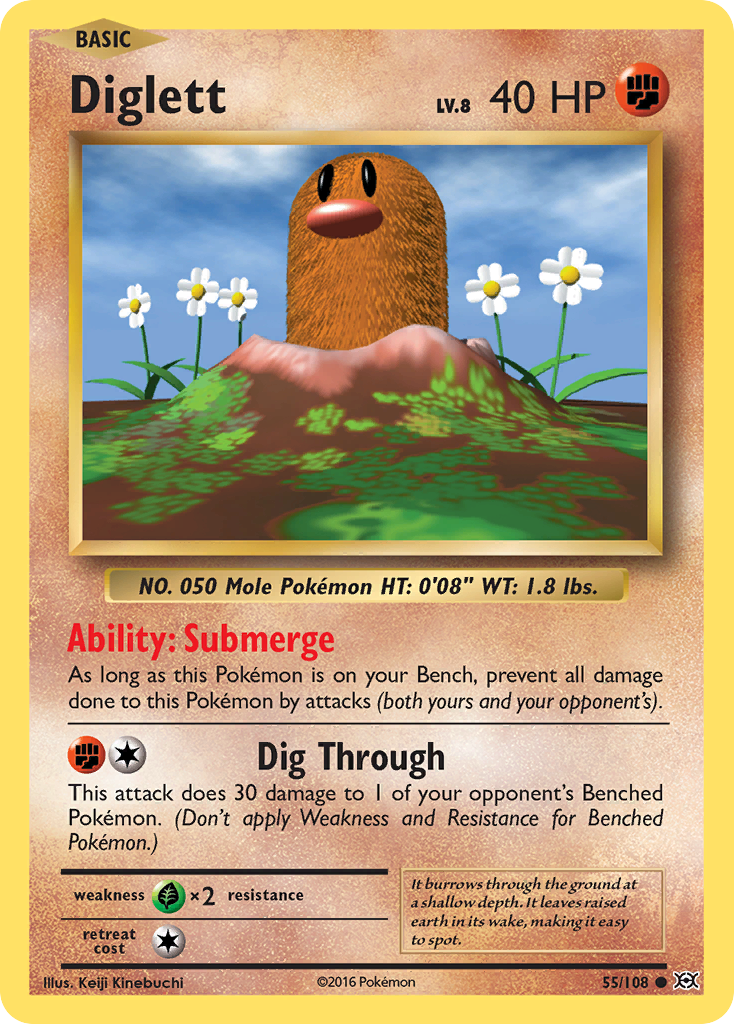 BASIC
Diglett
LV.8 40 HP
NO. 050 Mole Pokémon HT: 0'08" WT: 1.8 lbs.
Ability: Submerge
As long as this Pokémon is on your Bench, prevent all damage
done to this Pokémon by attacks (both yours and your opponent's).
Dig Through
This attack does 30 damage to 1 of your opponent's Benched
Pokémon. (Don't apply Weakness and Resistance for Benched
Pokémon.)
weakness ×2 resistance
retreat
cost
It burrows through the ground at
a shallow depth. It leaves raised
earth in its wake, making it easy
to spot.
Illus. Keiji Kinebuchi ©2016 Pokémon 55/108